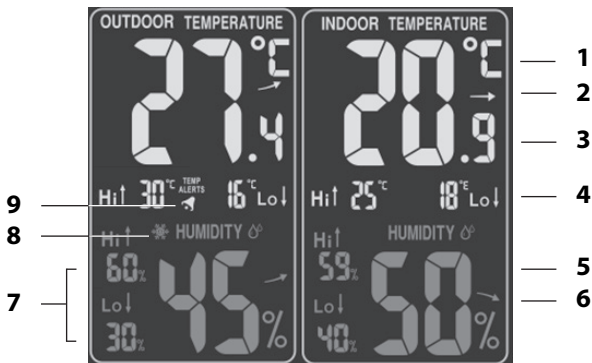 OUTDOOR TEMPERATURE
27.4 °C
Hi↑ 30°C TEMP ALERTS 16°C Lo↓
❄ HUMIDITY
Hi↑
60%
45%
Lo↓
30%
INDOOR TEMPERATURE
20.9 °C
Hi↑ 25°C 18°E Lo↓
HUMIDITY
Hi↑
59%
50%
Lo↓
40%
1
2
3
4
5
6
9
8
7